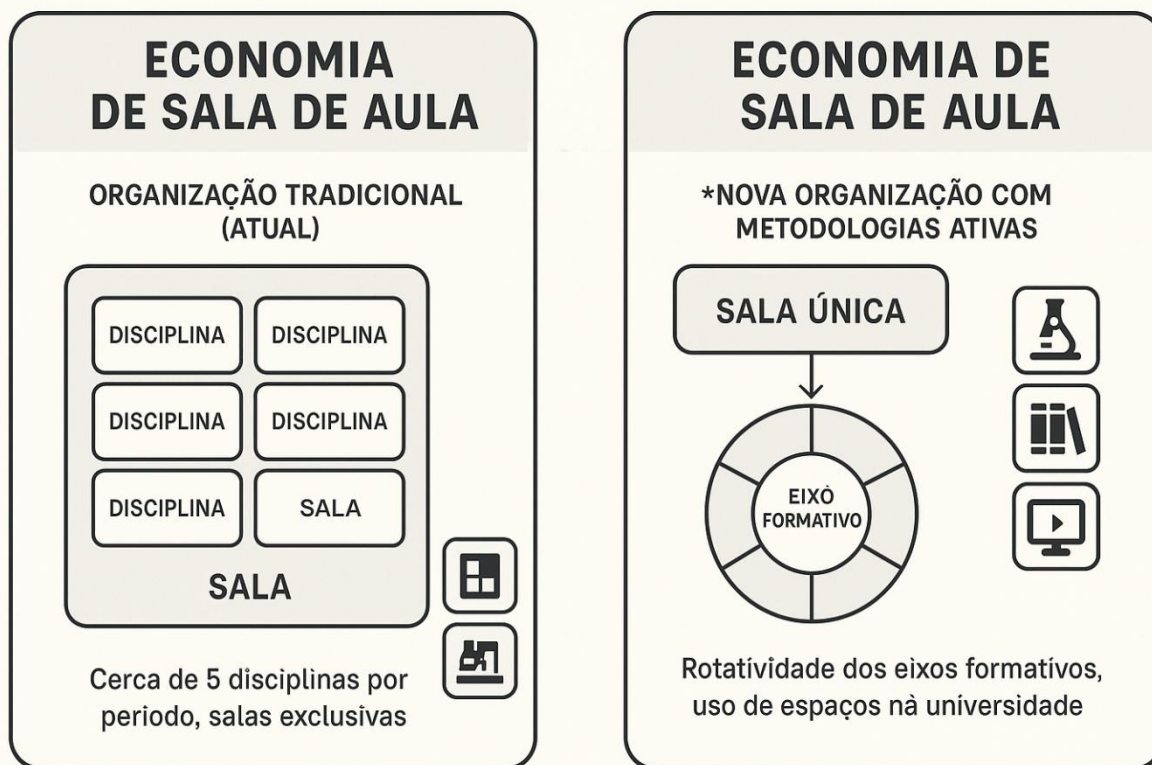 ECONOMIA
DE SALA DE AULA
ORGANIZAÇÃO TRADICIONAL
(ATUAL)
DISCIPLINA
DISCIPLINA
DISCIPLINA
DISCIPLINA
DISCIPLINA
SALA
SALA
Cerca de 5 disciplinas por
periodo, salas exclusivas
ECONOMIA DE
SALA DE AULA
*NOVA ORGANIZAÇÃO COM
METODOLOGIAS ATIVAS
SALA ÚNICA
EIXÒ
FORMATIVO
Rotatividade dos eixos formativos,
uso de espaços nà universidade